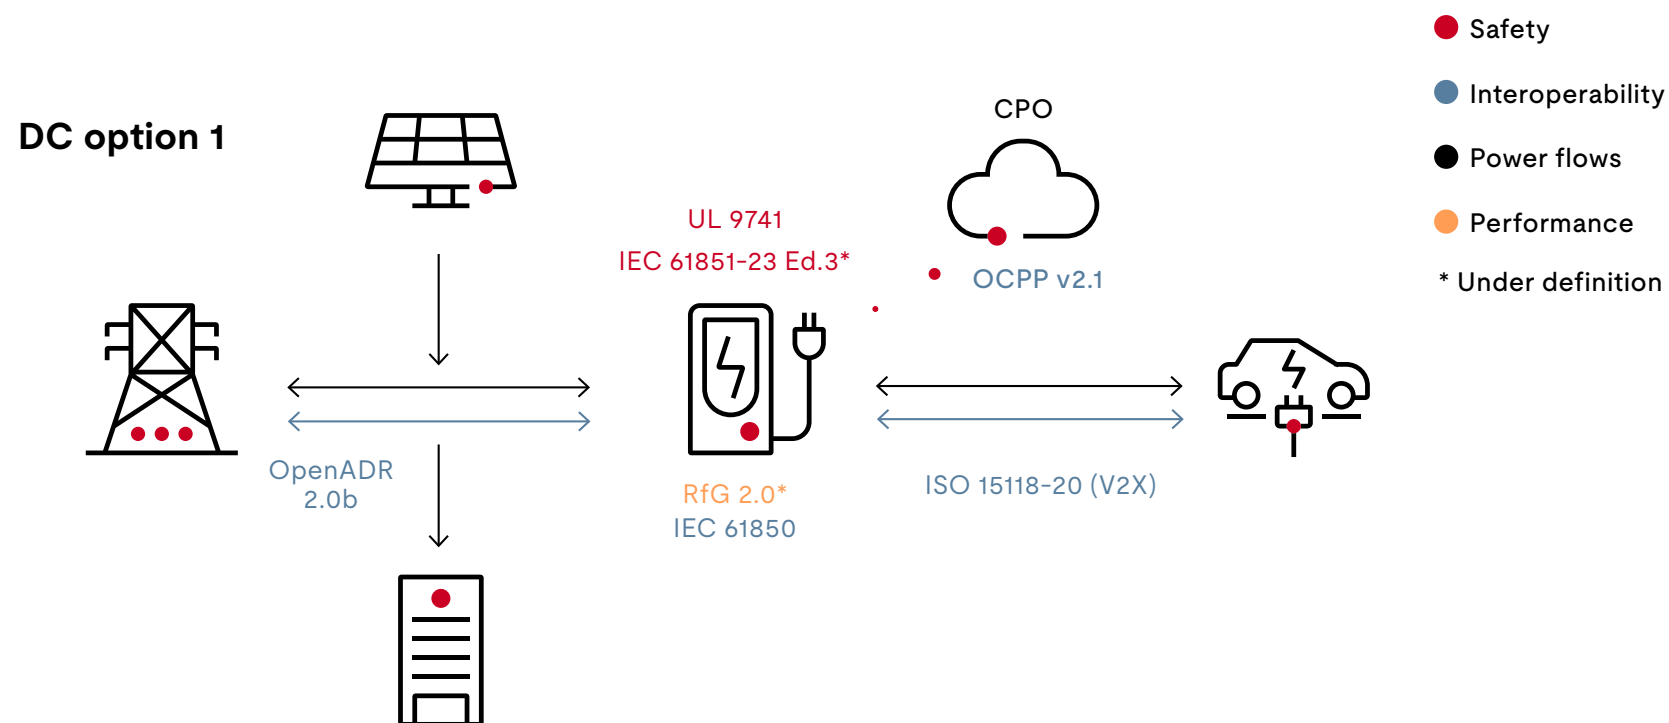 DC option 1
CPO
UL 9741
IEC 61851-23 Ed.3*
OCPP v2.1
OpenADR
2.0b
RfG 2.0*
IEC 61850
ISO 15118-20 (V2X)
Safety
Interoperability
Power flows
Performance
* Under definition